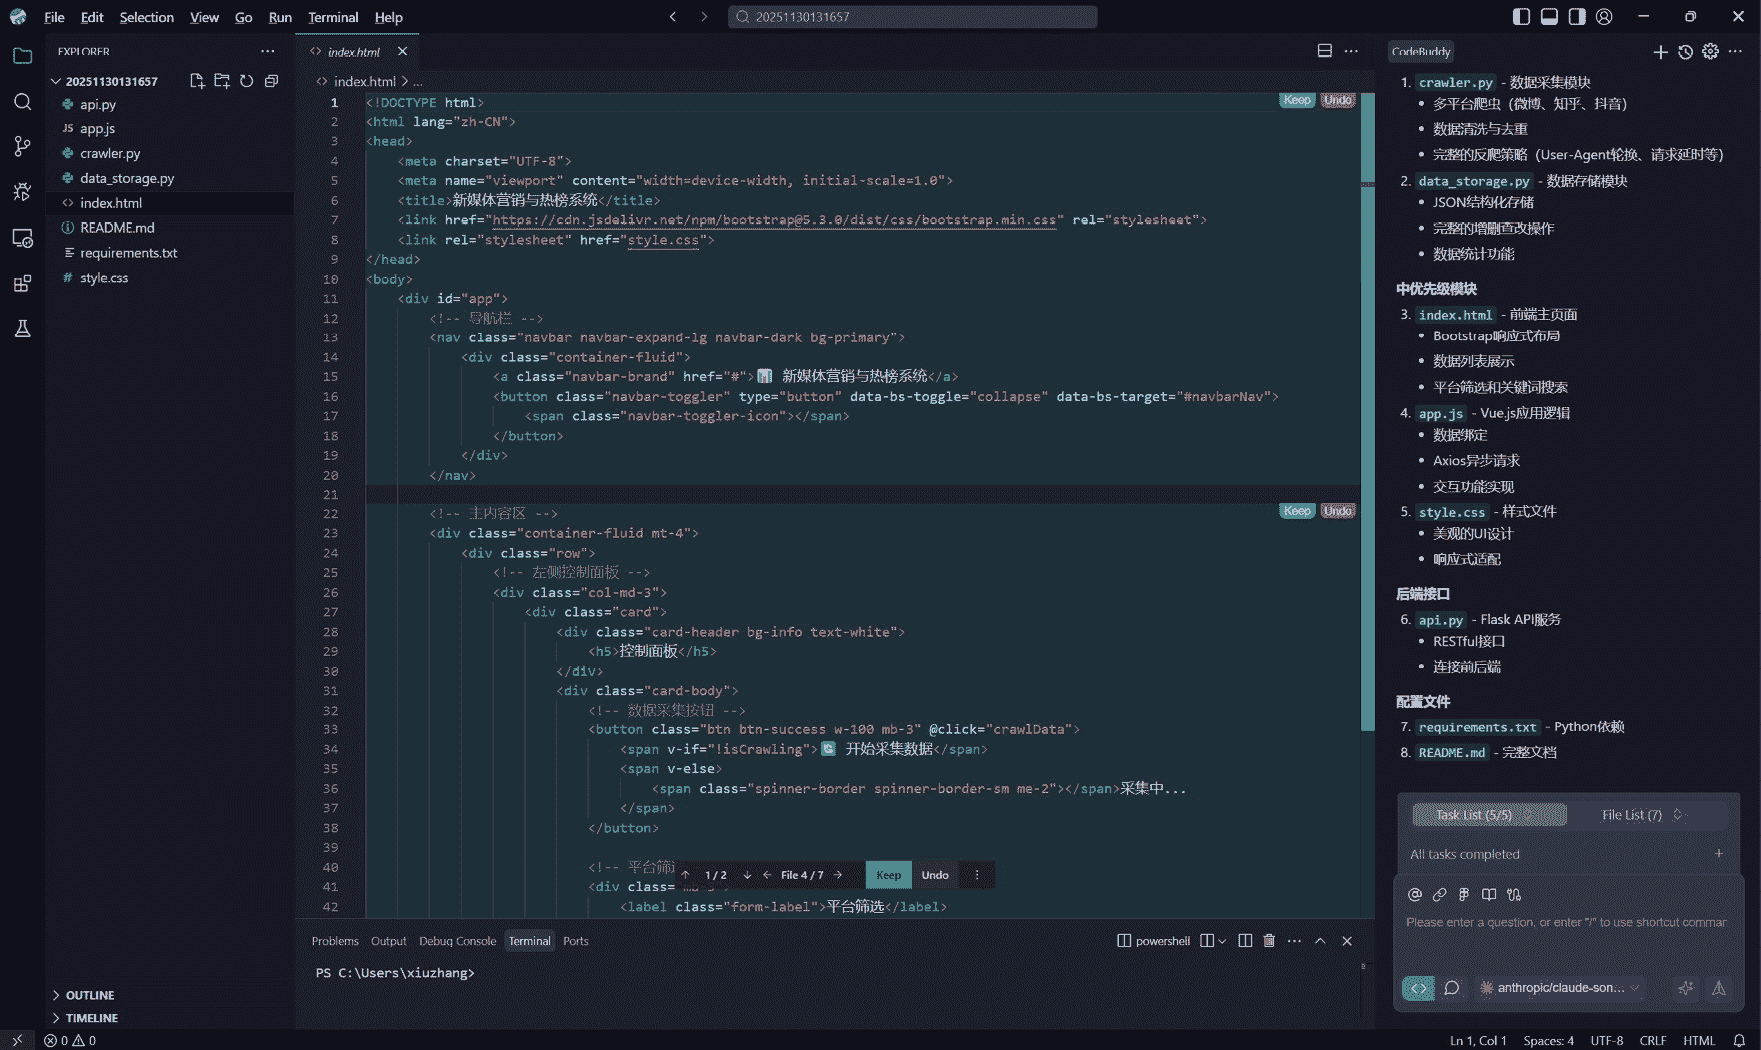 File Edit Selection View Go Run Terminal Help
20251130131657
EXPLORER
20251130131657
api.py
JS app.js
crawler.py
data_storage.py
<> index.html
README.md
requirements.txt
# style.css
OUTLINE
TIMELINE
<> index.html
<> index.html > ...
Keep Undo
1 <!DOCTYPE html>
2 <html lang="zh-CN">
3 <head>
4 <meta charset="UTF-8">
5 <meta name="viewport" content="width=device-width, initial-scale=1.0">
6 <title>新媒体营销与热榜系统</title>
7 <link href="https://cdn.jsdelivr.net/npm/bootstrap@5.3.0/dist/css/bootstrap.min.css" rel="stylesheet">
8 <link rel="stylesheet" href="style.css">
9 </head>
10 <body>
11 <div id="app">
12 <!-- 导航栏 -->
13 <nav class="navbar navbar-expand-lg navbar-dark bg-primary">
14 <div class="container-fluid">
15 <a class="navbar-brand" href="#">📊 新媒体营销与热榜系统</a>
16 <button class="navbar-toggler" type="button" data-bs-toggle="collapse" data-bs-target="#navbarNav">
17 <span class="navbar-toggler-icon"></span>
18 </button>
19 </div>
20 </nav>
21
Keep Undo
22 <!-- 主内容区 -->
23 <div class="container-fluid mt-4">
24 <div class="row">
25 <!-- 左侧控制面板 -->
26 <div class="col-md-3">
27 <div class="card">
28 <div class="card-header bg-info text-white">
29 <h5>控制面板</h5>
30 </div>
31 <div class="card-body">
32 <!-- 数据采集按钮 -->
33 <button class="btn btn-success w-100 mb-3" @click="crawlData">
34 <span v-if="!isCrawling">🔄 开始采集数据</span>
35 <span v-else>
36 <span class="spinner-border spinner-border-sm me-2"></span>采集中...
37 </span>
38 </button>
39
40 <!-- 平台筛
41 <div class=
42 <label class="form-label">平台筛选</label>
1 / 2 File 4 / 7 Keep Undo
Problems Output Debug Console Terminal Ports
powershell
PS C:\Users\xiuzhang>
CodeBuddy
1. crawler.py - 数据采集模块
• 多平台爬虫（微博、知乎、抖音）
• 数据清洗与去重
• 完整的反爬策略（User-Agent轮换、请求延时等）
2. data_storage.py - 数据存储模块
• JSON结构化存储
• 完整的增删查改操作
• 数据统计功能
中优先级模块
3. index.html - 前端主页面
• Bootstrap响应式布局
• 数据列表展示
• 平台筛选和关键词搜索
4. app.js - Vue.js应用逻辑
• 数据绑定
• Axios异步请求
• 交互功能实现
5. style.css - 样式文件
• 美观的UI设计
• 响应式适配
后端接口
6. api.py - Flask API服务
• RESTful接口
• 连接前后端
配置文件
7. requirements.txt - Python依赖
8. README.md - 完整文档
Task List (5/5) File List (7)
All tasks completed
Please enter a question, or enter "/" to use shortcut commar
anthropic/claude-son...
0 0
Ln 1, Col 1 Spaces: 4 UTF-8 CRLF HTML